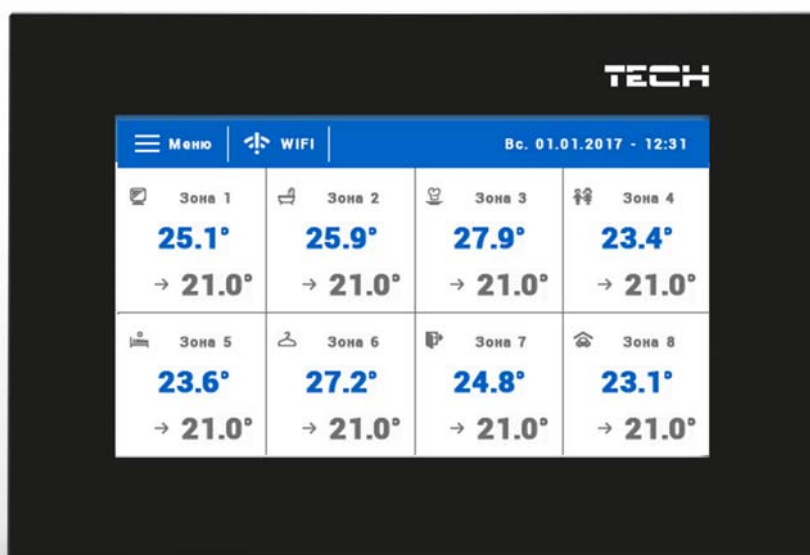 TECH
Меню WIFI Вс. 01.01.2017 - 12:31
Зона 1 Зона 2 Зона 3 Зона 4
25.1° 25.9° 27.9° 23.4°
→ 21.0° → 21.0° → 21.0° → 21.0°
Зона 5 Зона 6 Зона 7 Зона 8
23.6° 27.2° 24.8° 23.1°
→ 21.0° → 21.0° → 21.0° → 21.0°